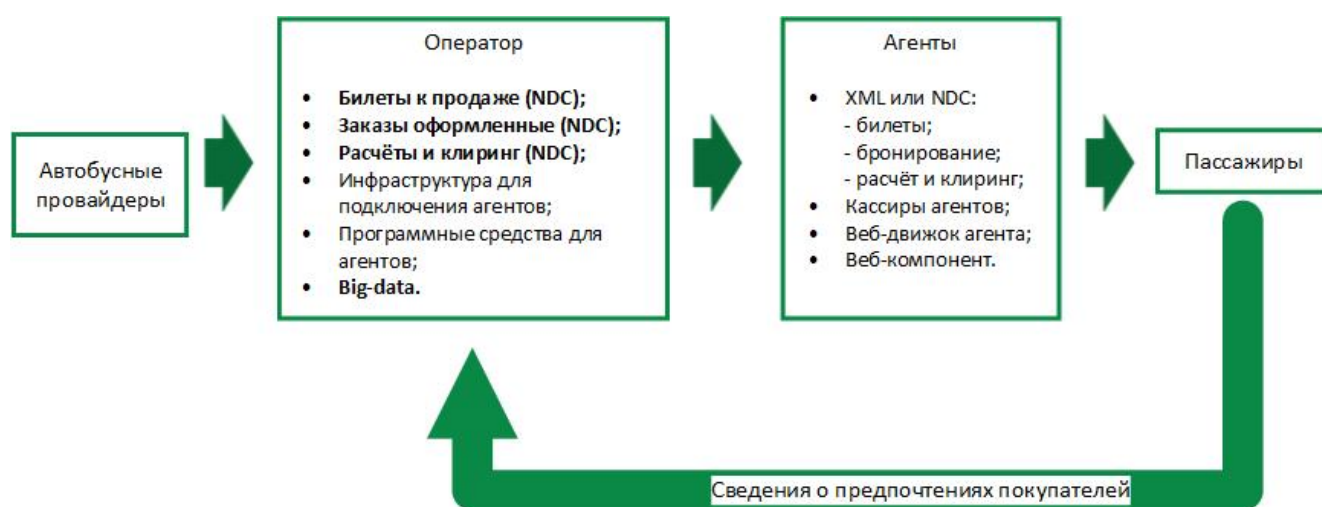 Автобусные
провайдеры
Оператор
• Билеты к продаже (NDC);
• Заказы оформленные (NDC);
• Расчёты и клиринг (NDC);
• Инфраструктура для
подключения агентов;
• Программные средства для
агентов;
• Big-data.
Агенты
• XML или NDC:
- билеты;
- бронирование;
- расчёт и клиринг;
• Кассиры агентов;
• Веб-движок агента;
• Веб-компонент.
Пассажиры
Сведения о предпочтениях покупателей